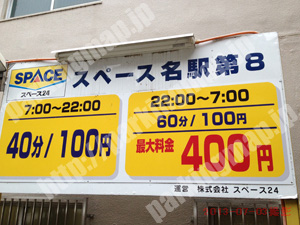 SPACE
スペース24
スペース名駅第8
7:00～22:00
40分/100円
22:00～7:00
60分/100円
最大料金 400円
運営 株式会社 スペース24